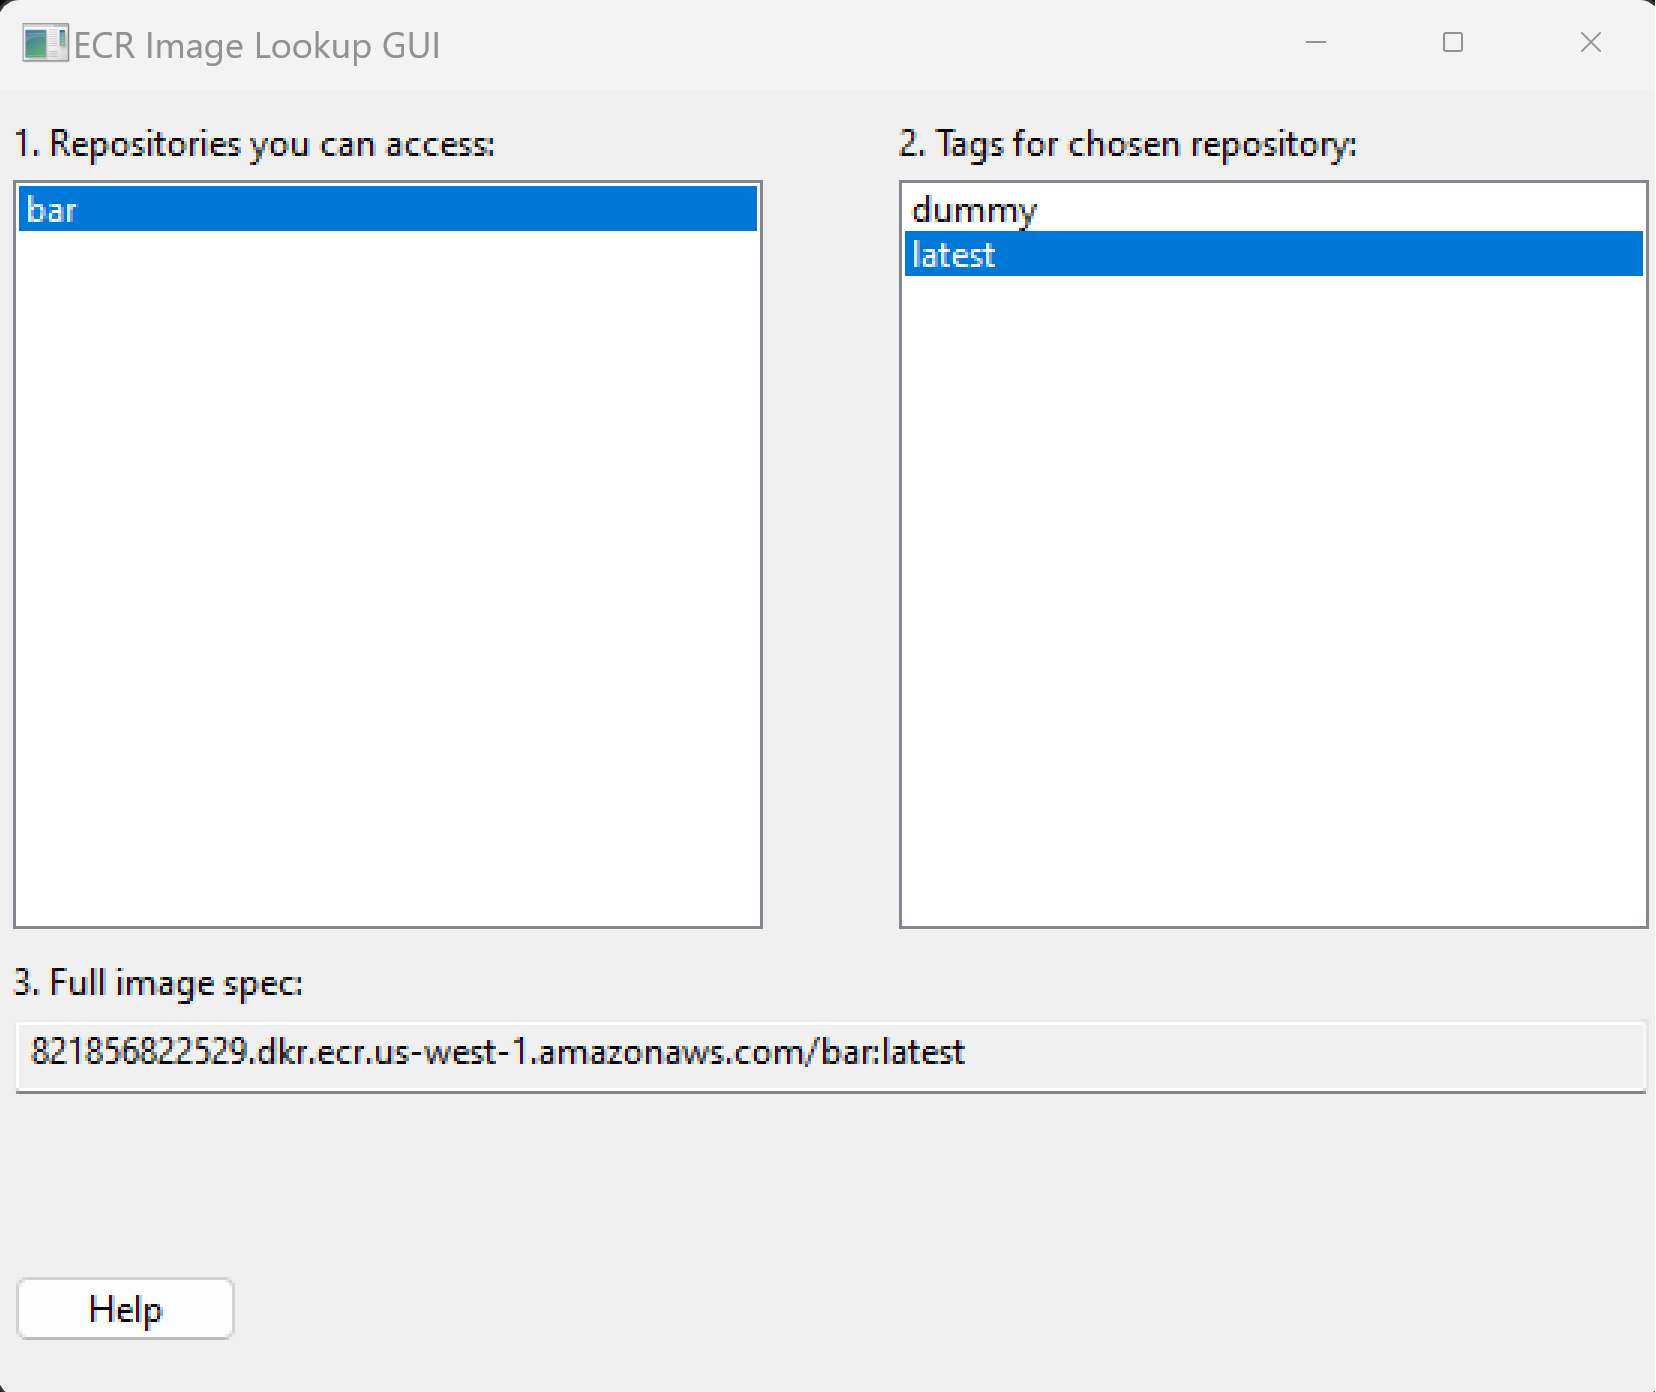 ECR Image Lookup GUI
1. Repositories you can access:
bar
2. Tags for chosen repository:
dummy
latest
3. Full image spec:
821856822529.dkr.ecr.us-west-1.amazonaws.com/bar:latest
Help